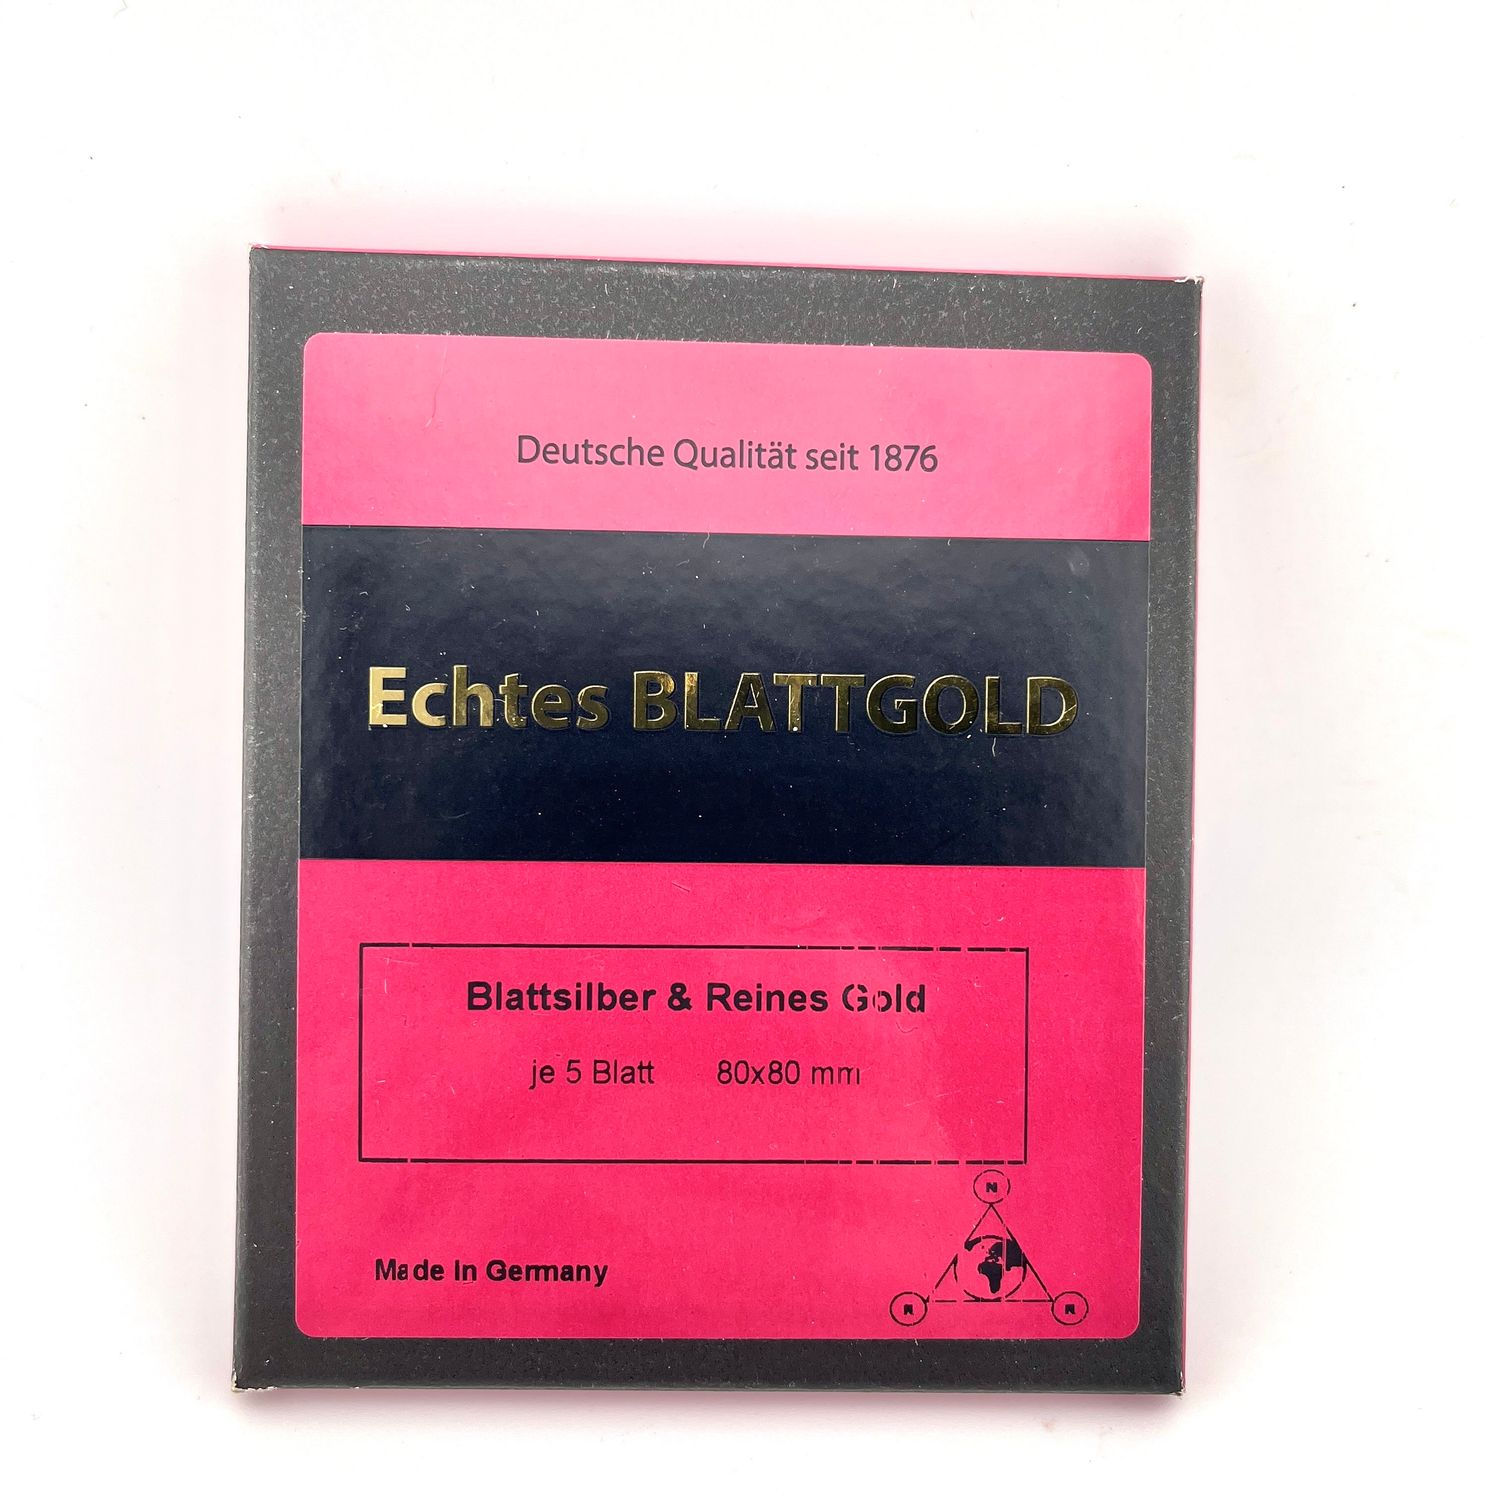 Deutsche Qualität seit 1876
Echtes BLATTGOLD
Blattsilber & Reines Gold
je 5 Blatt 80x80 mm
N
Made in Germany
R R